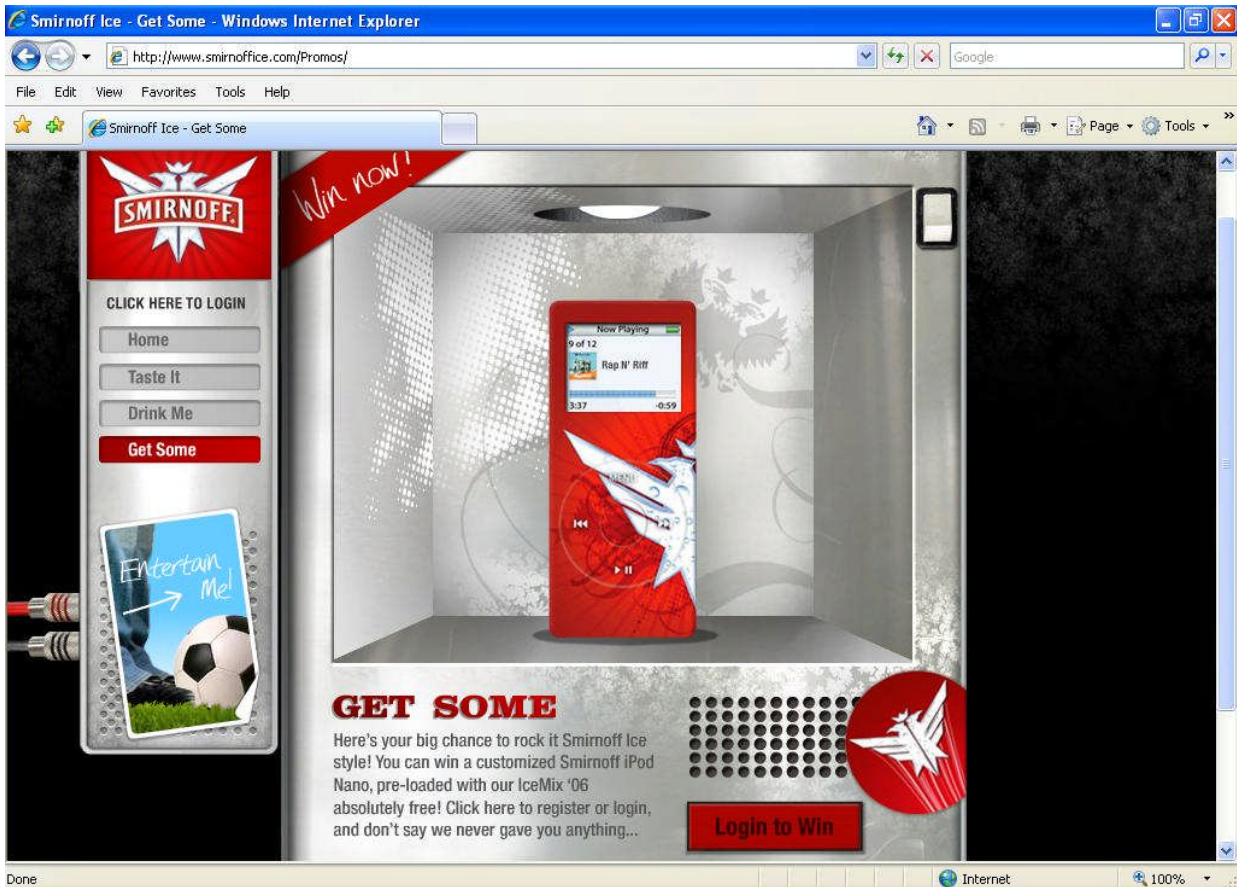 Smirnoff Ice - Get Some - Windows Internet Explorer
http://www.smirnoffice.com/Promos/
Google
File Edit View Favorites Tools Help
Smirnoff Ice - Get Some
Page
Tools
»
Win now!
SMIRNOFF
CLICK HERE TO LOGIN
Home
Taste It
Drink Me
Get Some
Entertain
Me!
Now Playing
9 of 12
Rap N' Riff
3:37 -0:59
MENU
GET SOME
Here's your big chance to rock it Smirnoff Ice
style! You can win a customized Smirnoff iPod
Nano, pre-loaded with our IceMix '06
absolutely free! Click here to register or login,
and don't say we never gave you anything...
Login to Win
Done
Internet
100%